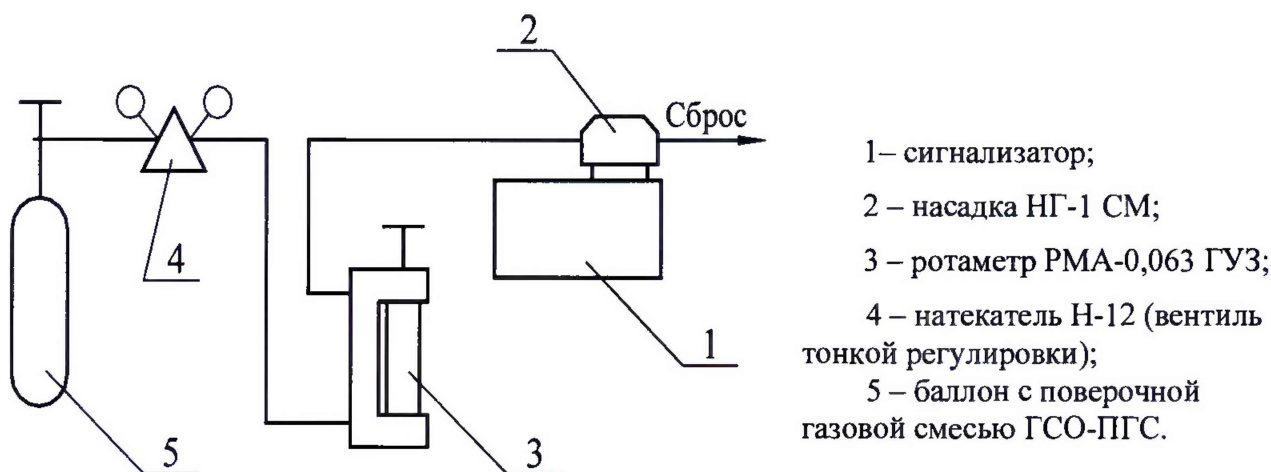 2
Сброс
4
1
5
3
1– сигнализатор;
2 – насадка НГ-1 СМ;
3 – ротаметр РМА-0,063 ГУЗ;
4 – натекатель Н-12 (вентиль
тонкой регулировки);
5 – баллон с поверочной
газовой смесью ГСО-ПГС.